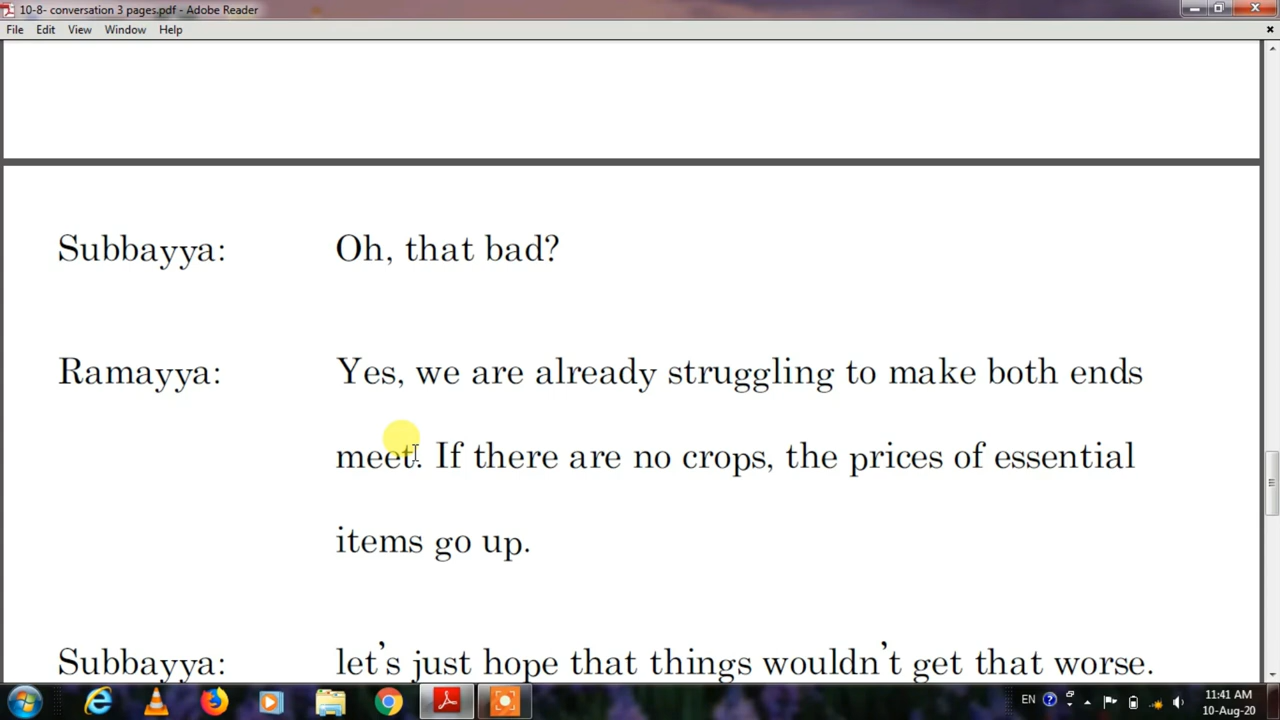 10-8- conversation 3 pages.pdf - Adobe Reader
File Edit View Window Help
Subbayya: Oh, that bad?
Ramayya: Yes, we are already struggling to make both ends
meet. If there are no crops, the prices of essential
items go up.
Subbayya: let's just hope that things wouldn't get that worse.
EN 11:41 AM
10-Aug-20